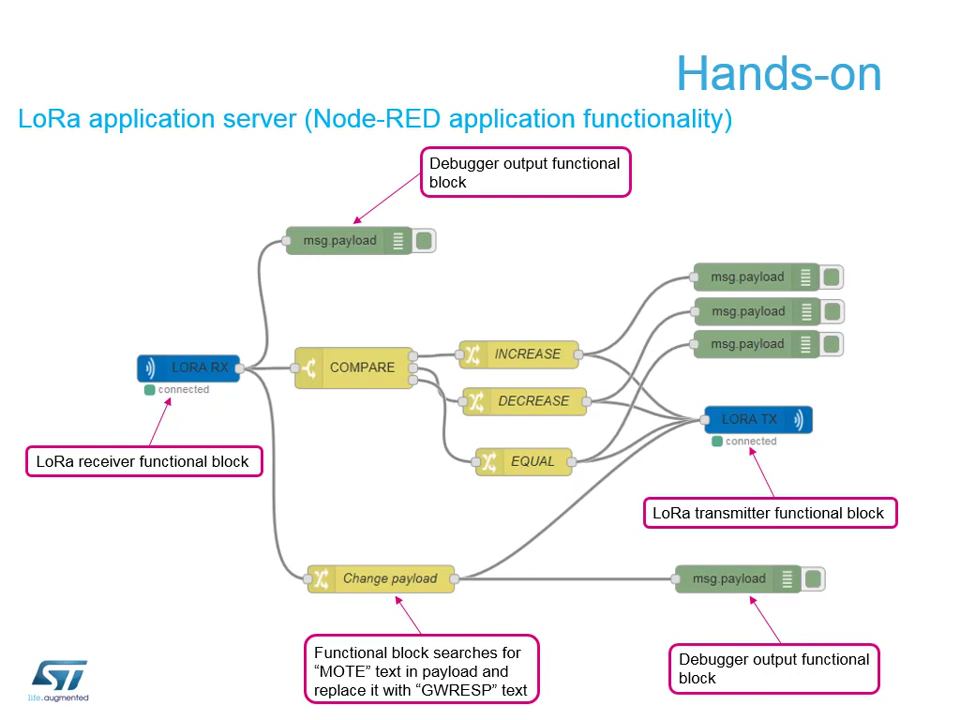 Hands-on
LoRa application server (Node-RED application functionality)
Debugger output functional
block
msg.payload
msg.payload
msg.payload
msg.payload
LORA RX
connected
COMPARE
INCREASE
DECREASE
EQUAL
LORA TX
connected
LoRa receiver functional block
LoRa transmitter functional block
Change payload
msg.payload
Functional block searches for
“MOTE” text in payload and
replace it with “GWRESP” text
Debugger output functional
block
ST
life.augmented